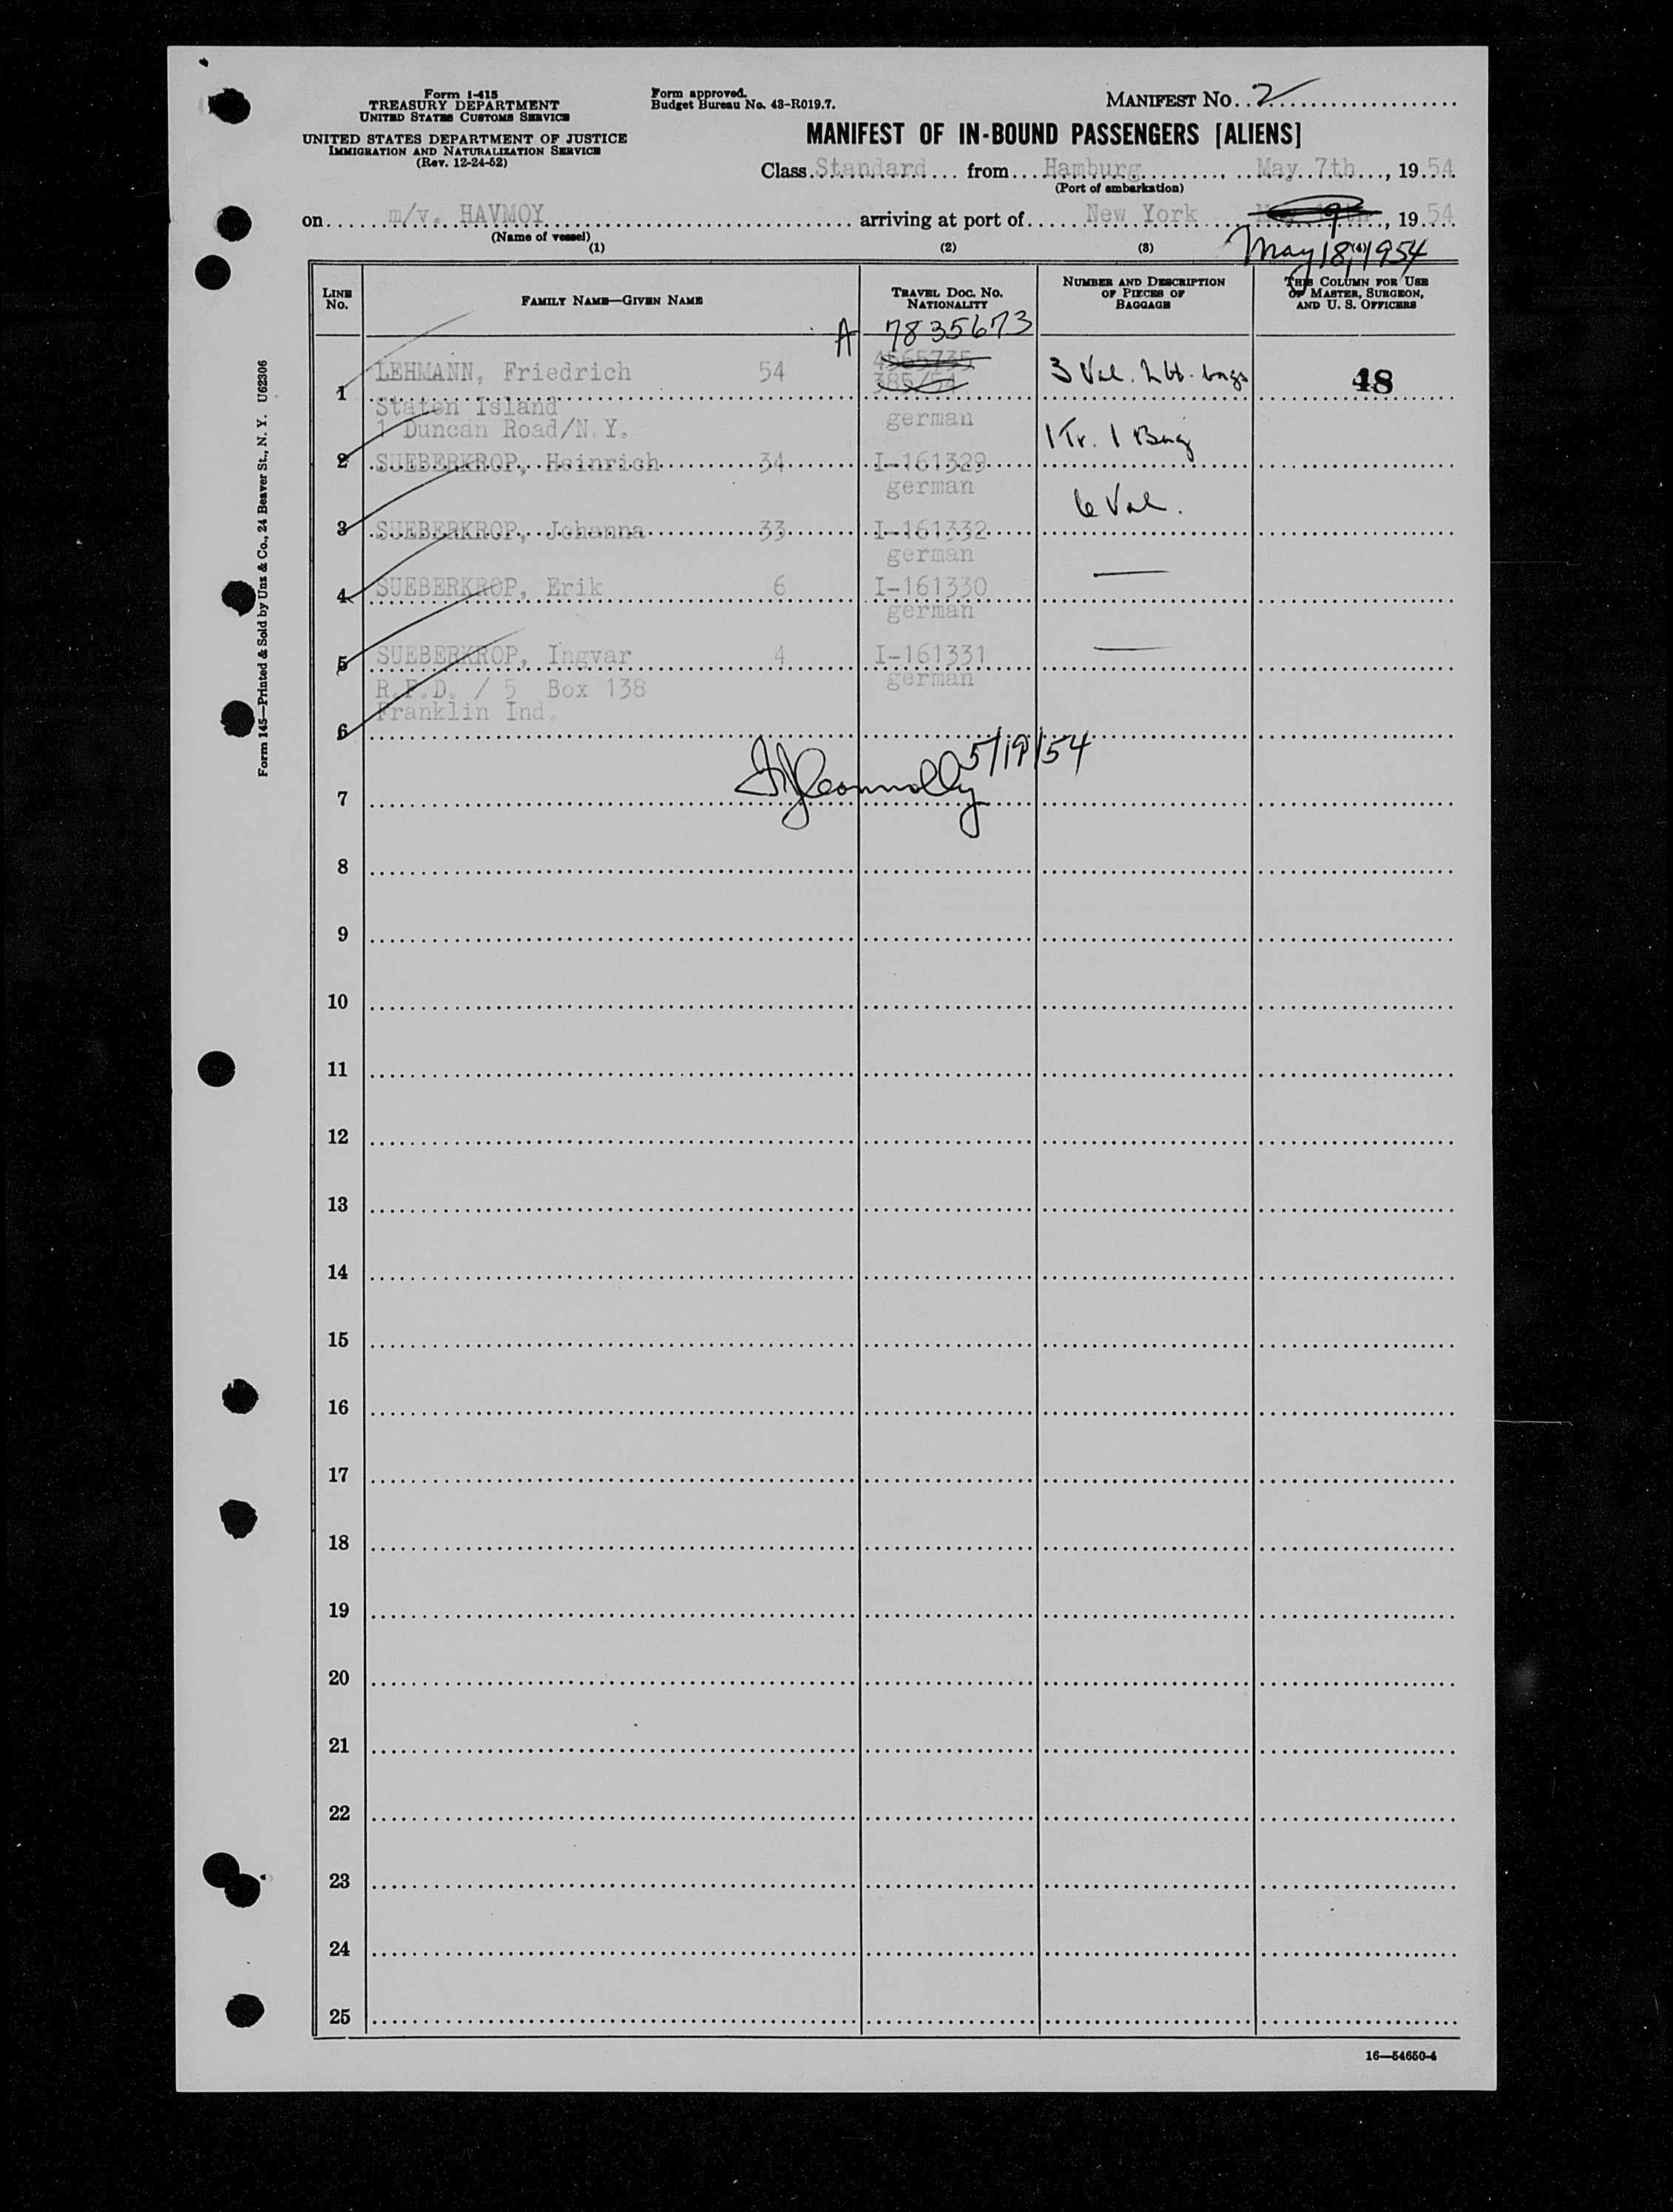 Form I-415
TREASURY DEPARTMENT
UNITED STATES CUSTOMS SERVICE
UNITED STATES DEPARTMENT OF JUSTICE
IMMIGRATION AND NATURALIZATION SERVICE
(Rev. 12-24-52)
Form approved.
Budget Bureau No. 43-R019.7.
MANIFEST NO. 2
MANIFEST OF IN-BOUND PASSENGERS [ALIENS]
Class Standard from Hamburg, May 7th, 1954
(Port of embarkation)
on m/v. HAVMOY arriving at port of New York, 1954
(Name of vessel)
May 18, 1954
(1) (2) (3) (4)
LINE No. FAMILY NAME—GIVEN NAME TRAVEL DOC. NO. NATIONALITY NUMBER AND DESCRIPTION OF PIECES OF BAGGAGE THIS COLUMN FOR USE OF MASTER, SURGEON, AND U. S. OFFICERS
A 7835673
4565735
1 LEHMANN, Friedrich 54 385/54 3 Val. 2 bags 48
Staten Island german
1 Duncan Road/N.Y.
1 Tr. 1 Bag
2 SUEBERKROP, Heinrich 34 I-161329
german
6 Val.
3 SUEBERKROP, Johanna 33 I-161332
german
4 SUEBERKROP, Erik 6 I-161330 —
german
5 SUEBERKROP, Ingvar 4 I-161331 —
R.F.D. / 5 Box 138 german
Franklin Ind.
6
Connolly 5/19/54
7
8
9
10
11
12
13
14
15
16
17
18
19
20
21
22
23
24
25
16—54650-4
Form 145—Printed & Sold by Unz & Co., 24 Beaver St., N. Y. U62306